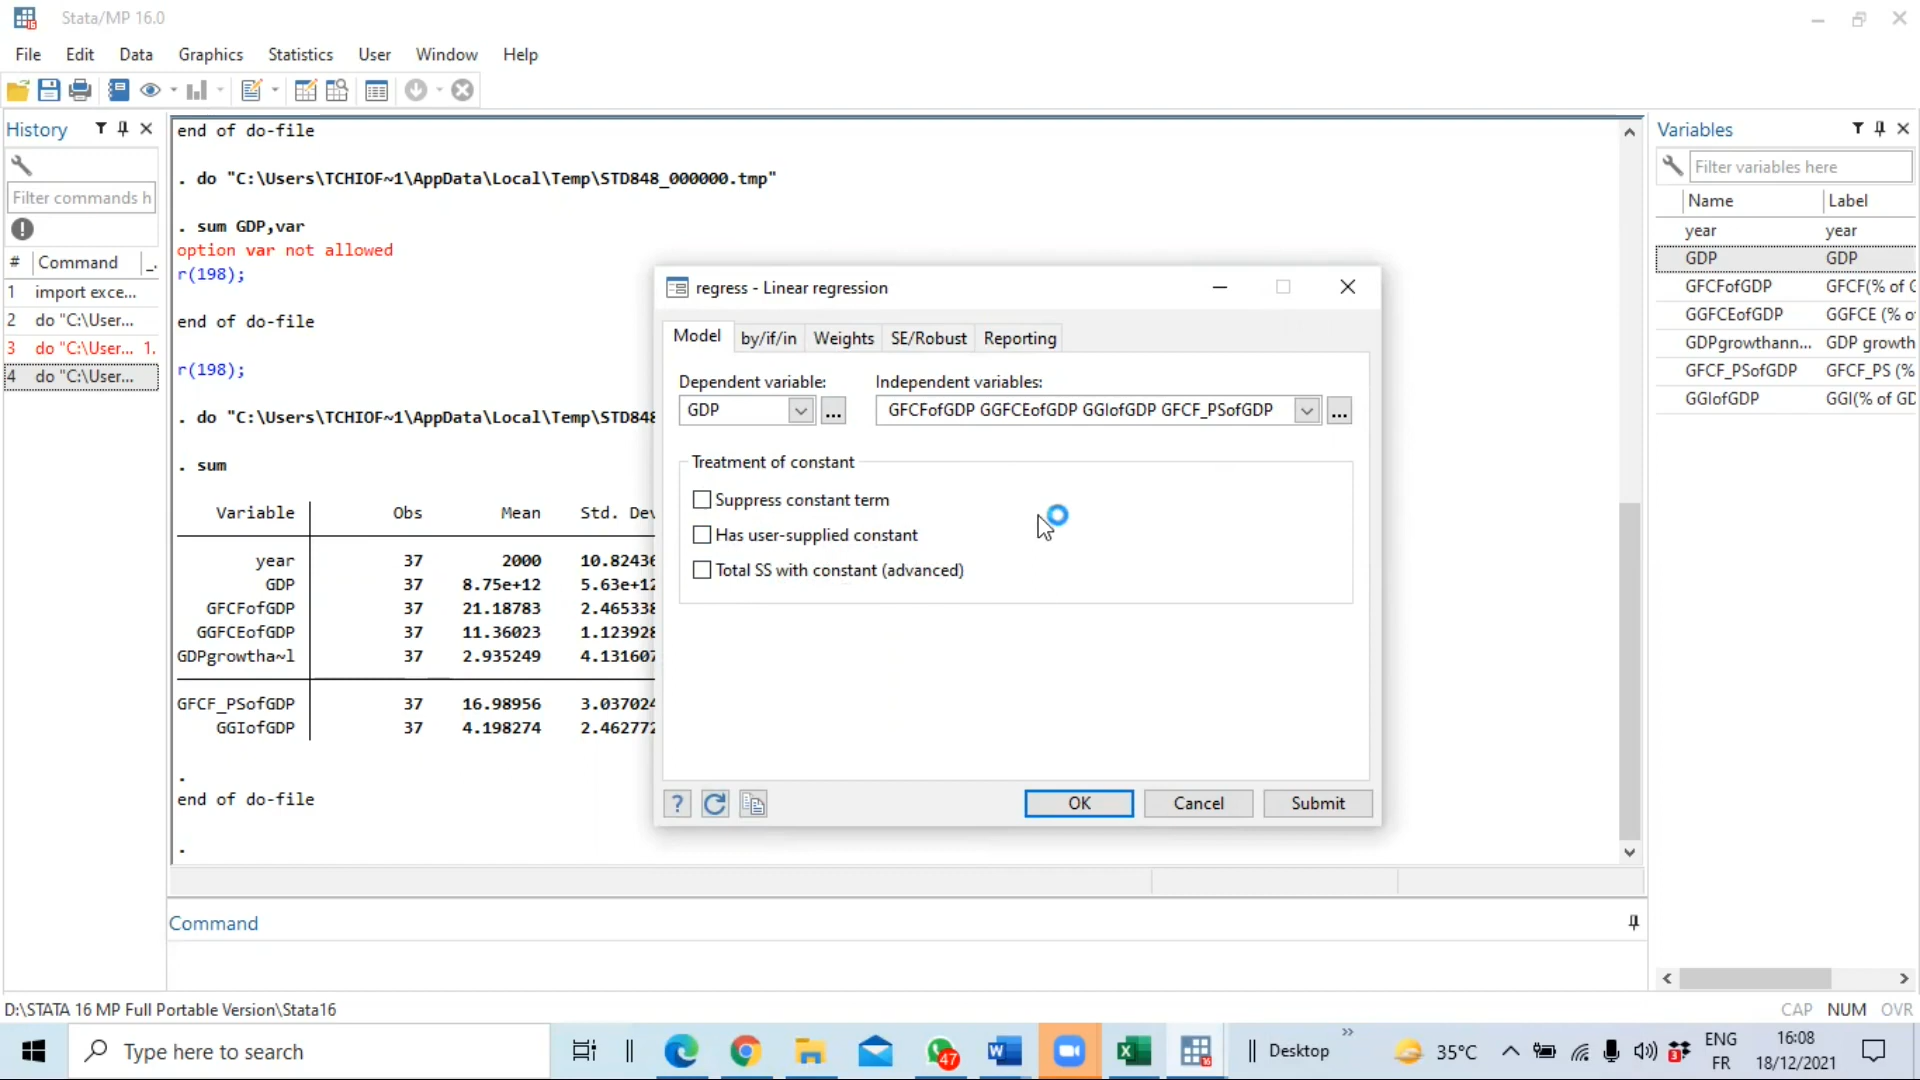 Stata/MP 16.0
File Edit Data Graphics Statistics User Window Help
History
Filter commands h
# Command
1 import exce...
2 do "C:\User...
3 do "C:\User... 1.
4 do "C:\User...
end of do-file
. do "C:\Users\TCHIOF~1\AppData\Local\Temp\STD848_000000.tmp"
. sum GDP,var
option var not allowed
r(198);
end of do-file
r(198);
. do "C:\Users\TCHIOF~1\AppData\Local\Temp\STD848
. sum
Variable Obs Mean Std. Dev
year 37 2000 10.82436
GDP 37 8.75e+12 5.63e+12
GFCFofGDP 37 21.18783 2.465338
GGFCEofGDP 37 11.36023 1.123928
GDPgrowtha~l 37 2.935249 4.131607
GFCF_PSofGDP 37 16.98956 3.037024
GGIofGDP 37 4.198274 2.462772
.
end of do-file
.
regress - Linear regression
Model by/if/in Weights SE/Robust Reporting
Dependent variable: Independent variables:
GDP ... GFCFofGDP GGFCEofGDP GGIofGDP GFCF_PSofGDP ...
Treatment of constant
Suppress constant term
Has user-supplied constant
Total SS with constant (advanced)
? OK Cancel Submit
Variables
Filter variables here
Name Label
year year
GDP GDP
GFCFofGDP GFCF(% of G
GGFCEofGDP GGFCE (% o
GDPgrowthann... GDP growth
GFCF_PSofGDP GFCF_PS (%
GGIofGDP GGI(% of GD
Command
D:\STATA 16 MP Full Portable Version\Stata16
CAP NUM OVR
Type here to search
47
Desktop
35°C
3
ENG
FR
16:08
18/12/2021